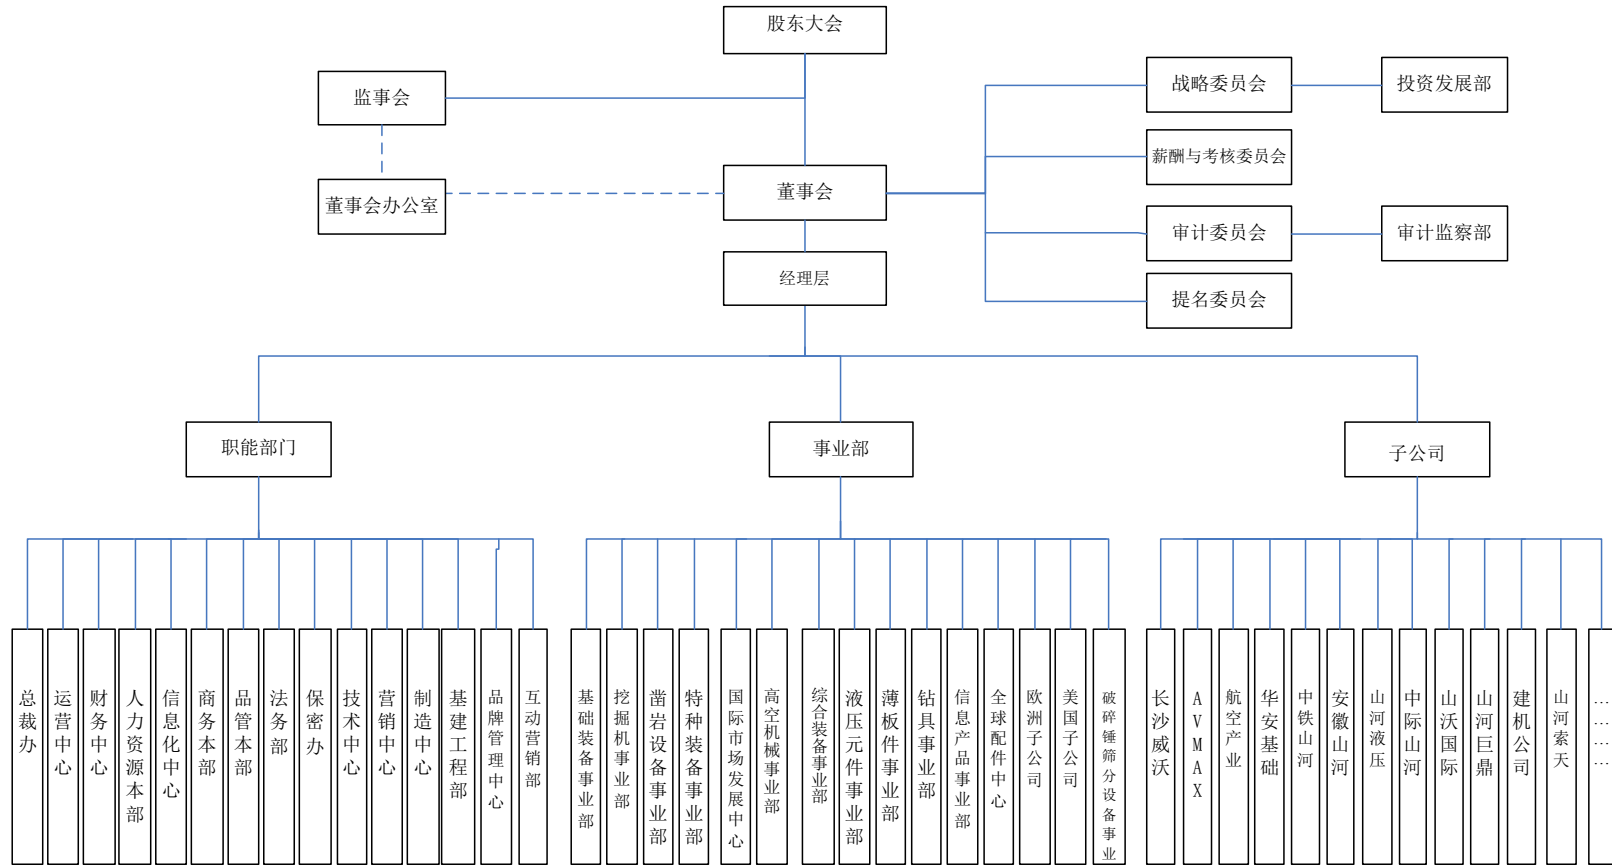 股东大会
监事会
战略委员会
投资发展部
薪酬与考核委员会
董事会办公室
董事会
审计委员会
审计监察部
经理层
提名委员会
职能部门
事业部
子公司
总裁办
运营中心
财务中心
人力资源本部
信息化中心
商务本部
品管本部
法务部
保密办
技术中心
营销中心
制造中心
基建工程部
品牌管理中心
互动营销部
基础装备事业部
挖掘机事业部
凿岩设备事业部
特种装备事业部
国际市场发展中心
高空机械事业部
综合装备事业部
液压元件事业部
薄板件事业部
钻具事业部
信息产品事业部
全球配件中心
欧洲子公司
美国子公司
破碎锤筛分设备事业
长沙威沃
AVMAX
航空产业
华安基础
中铁山河
安徽山河
山河液压
中际山河
山沃国际
山河巨鼎
建机公司
山河索天
…………